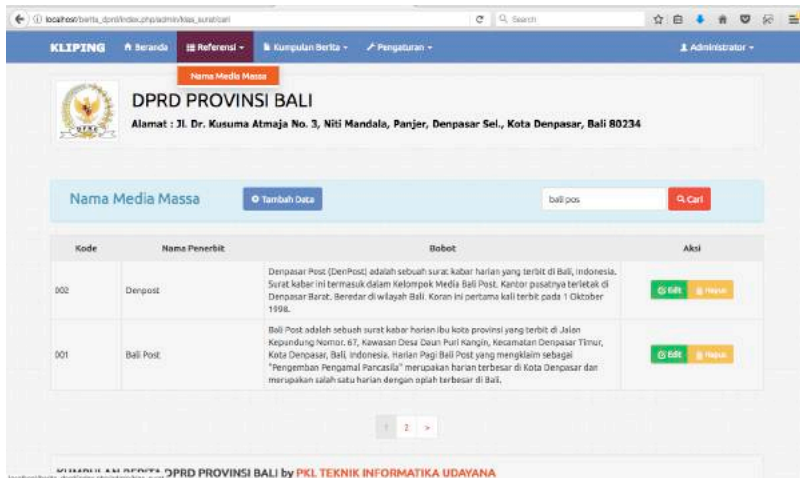 localhost/berita_dprd/index.php/admin/klas_surat/cari
Search
KLIPING Beranda Referensi Kumpulan Berita Pengaturan Administrator
Nama Media Massa
DPRD PROVINSI BALI
Alamat : Jl. Dr. Kusuma Atmaja No. 3, Niti Mandala, Panjer, Denpasar Sel., Kota Denpasar, Bali 80234
Nama Media Massa Tambah Data bali pos Cari
Kode Nama Penerbit Bobot Aksi
Denpasar Post (DenPost) adalah sebuah surat kabar harian yang terbit di Bali, Indonesia.
Surat kabar ini termasuk dalam Kelompok Media Bali Post. Kantor pusatnya terletak di
002 Denpost Denpasar Barat. Beredar di wilayah Bali. Koran ini pertama kali terbit pada 1 Oktober Edit Hapus
1998.
Bali Post adalah sebuah surat kabar harian ibu kota provinsi yang terbit di Jalan
Kepundung Nomor. 67, Kawasan Desa Dauh Puri Kangin, Kecamatan Denpasar Timur,
001 Bali Post Kota Denpasar, Bali, Indonesia. Harian Pagi Bali Post yang mengklaim sebagai Edit Hapus
"Pengemban Pengamal Pancasila" merupakan harian terbesar di Kota Denpasar dan
merupakan salah satu harian dengan oplah terbesar di Bali.
1 2 >
KUMPULAN BERITA DPRD PROVINSI BALI by PKL TEKNIK INFORMATIKA UDAYANA